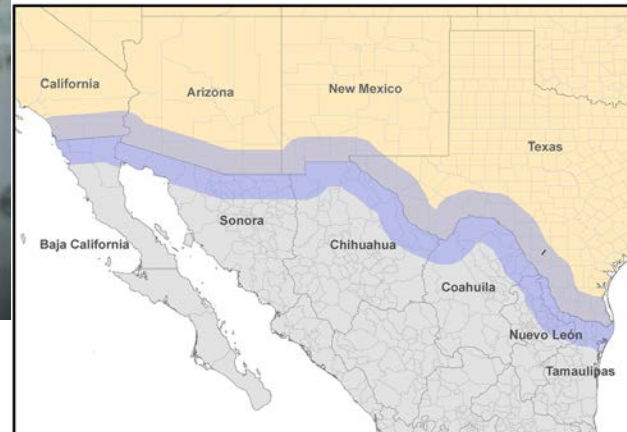 California
Arizona
New Mexico
Texas
Sonora
Baja California
Chihuahua
Coahuila
Nuevo León
Tamaulipas